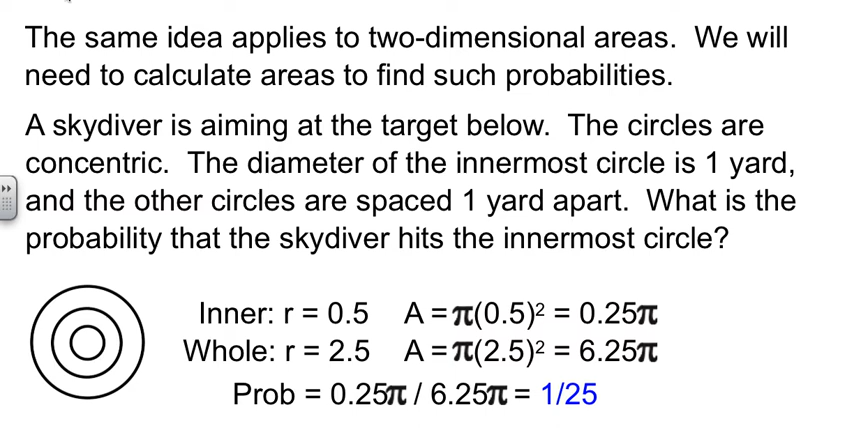 The same idea applies to two-dimensional areas.  We will
need to calculate areas to find such probabilities.
A skydiver is aiming at the target below.  The circles are
concentric.  The diameter of the innermost circle is 1 yard,
and the other circles are spaced 1 yard apart.  What is the
probability that the skydiver hits the innermost circle?
Inner: r = 0.5    A = π(0.5)² = 0.25π
Whole: r = 2.5    A = π(2.5)² = 6.25π
Prob = 0.25π / 6.25π = 1/25